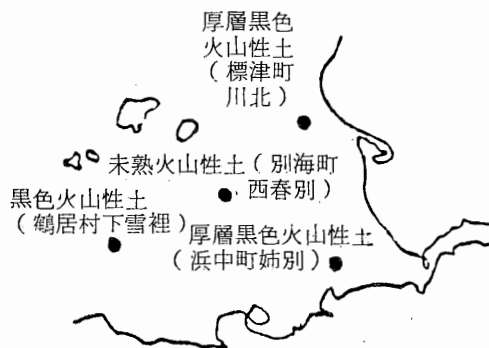 厚層黒色
火山性土
（標津町
川北）
未熟火山性土（別海町
西春別）
黒色火山性土
（鶴居村下雪裡）
厚層黒色火山性土
（浜中町姉別）